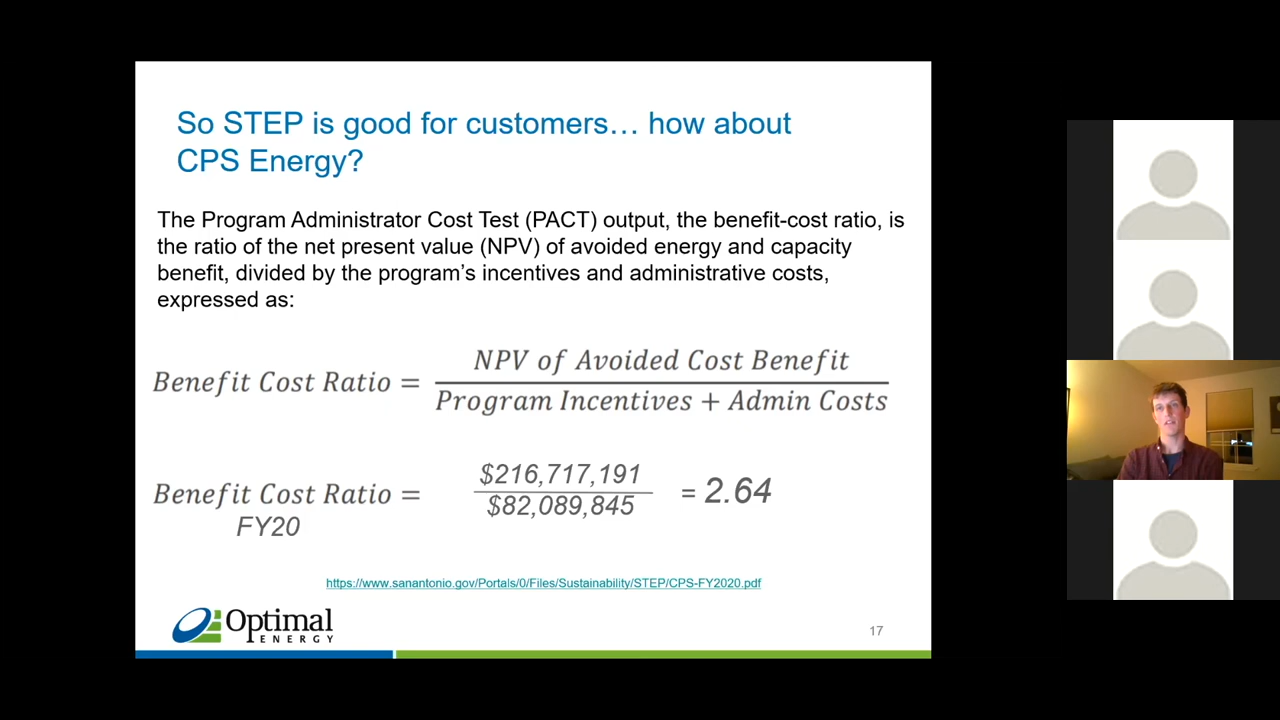 So STEP is good for customers… how about
CPS Energy?
The Program Administrator Cost Test (PACT) output, the benefit-cost ratio, is
the ratio of the net present value (NPV) of avoided energy and capacity
benefit, divided by the program’s incentives and administrative costs,
expressed as:
NPV of Avoided Cost Benefit
Benefit Cost Ratio =
Program Incentives + Admin Costs
$216,717,191
Benefit Cost Ratio = = 2.64
$82,089,845
FY20
https://www.sanantonio.gov/Portals/0/Files/Sustainability/STEP/CPS-FY2020.pdf
Optimal
ENERGY
17